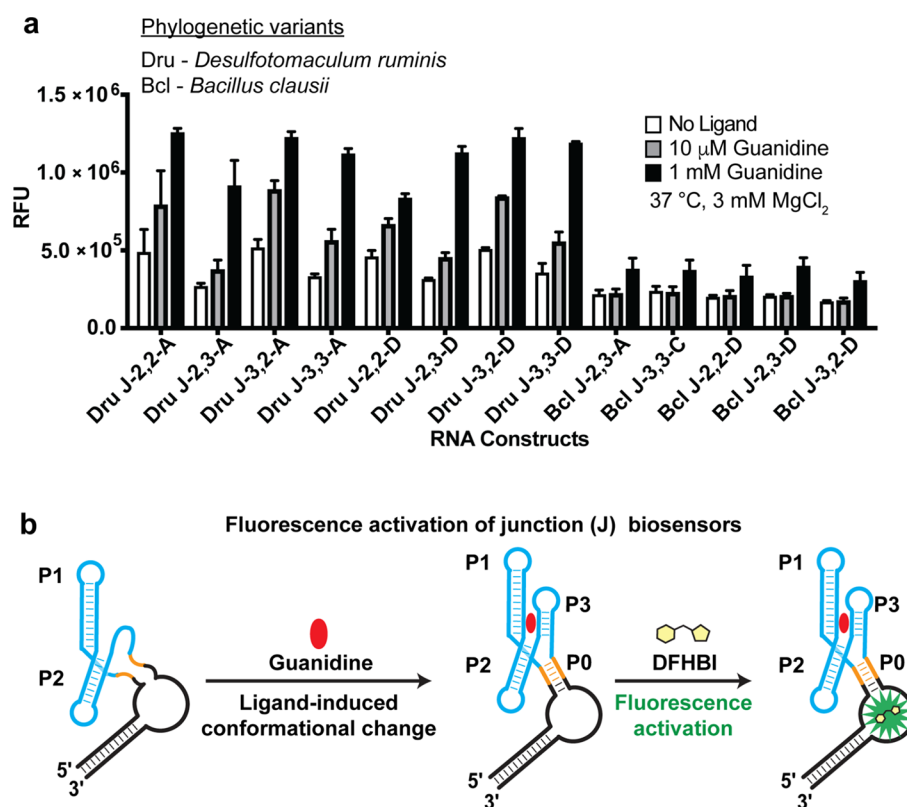 a
Phylogenetic variants
Dru - Desulfotomaculum ruminis
Bcl - Bacillus clausii
1.5 ×10⁶
1.0 ×10⁶
5.0 ×10⁵
0.0
RFU
No Ligand
10 µM Guanidine
1 mM Guanidine
37 °C, 3 mM MgCl₂
Dru J-2,2-A
Dru J-2,3-A
Dru J-3,2-A
Dru J-3,3-A
Dru J-2,2-D
Dru J-2,3-D
Dru J-3,2-D
Dru J-3,3-D
Bcl J-2,3-A
Bcl J-3,3-C
Bcl J-2,2-D
Bcl J-2,3-D
Bcl J-3,2-D
RNA Constructs
b
Fluorescence activation of junction (J) biosensors
P1
P2
5'
3'
Guanidine
Ligand-induced
conformational change
P1
P3
P2
P0
5'
3'
DFHBI
Fluorescence
activation
P1
P3
P2
P0
5'
3'